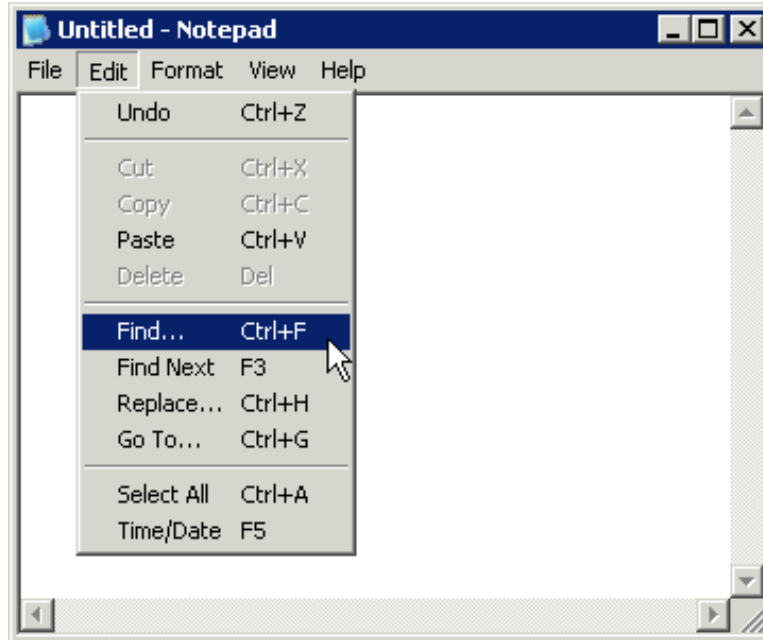 Untitled - Notepad
File Edit Format View Help
Undo Ctrl+Z
Cut Ctrl+X
Copy Ctrl+C
Paste Ctrl+V
Delete Del
Find... Ctrl+F
Find Next F3
Replace... Ctrl+H
Go To... Ctrl+G
Select All Ctrl+A
Time/Date F5